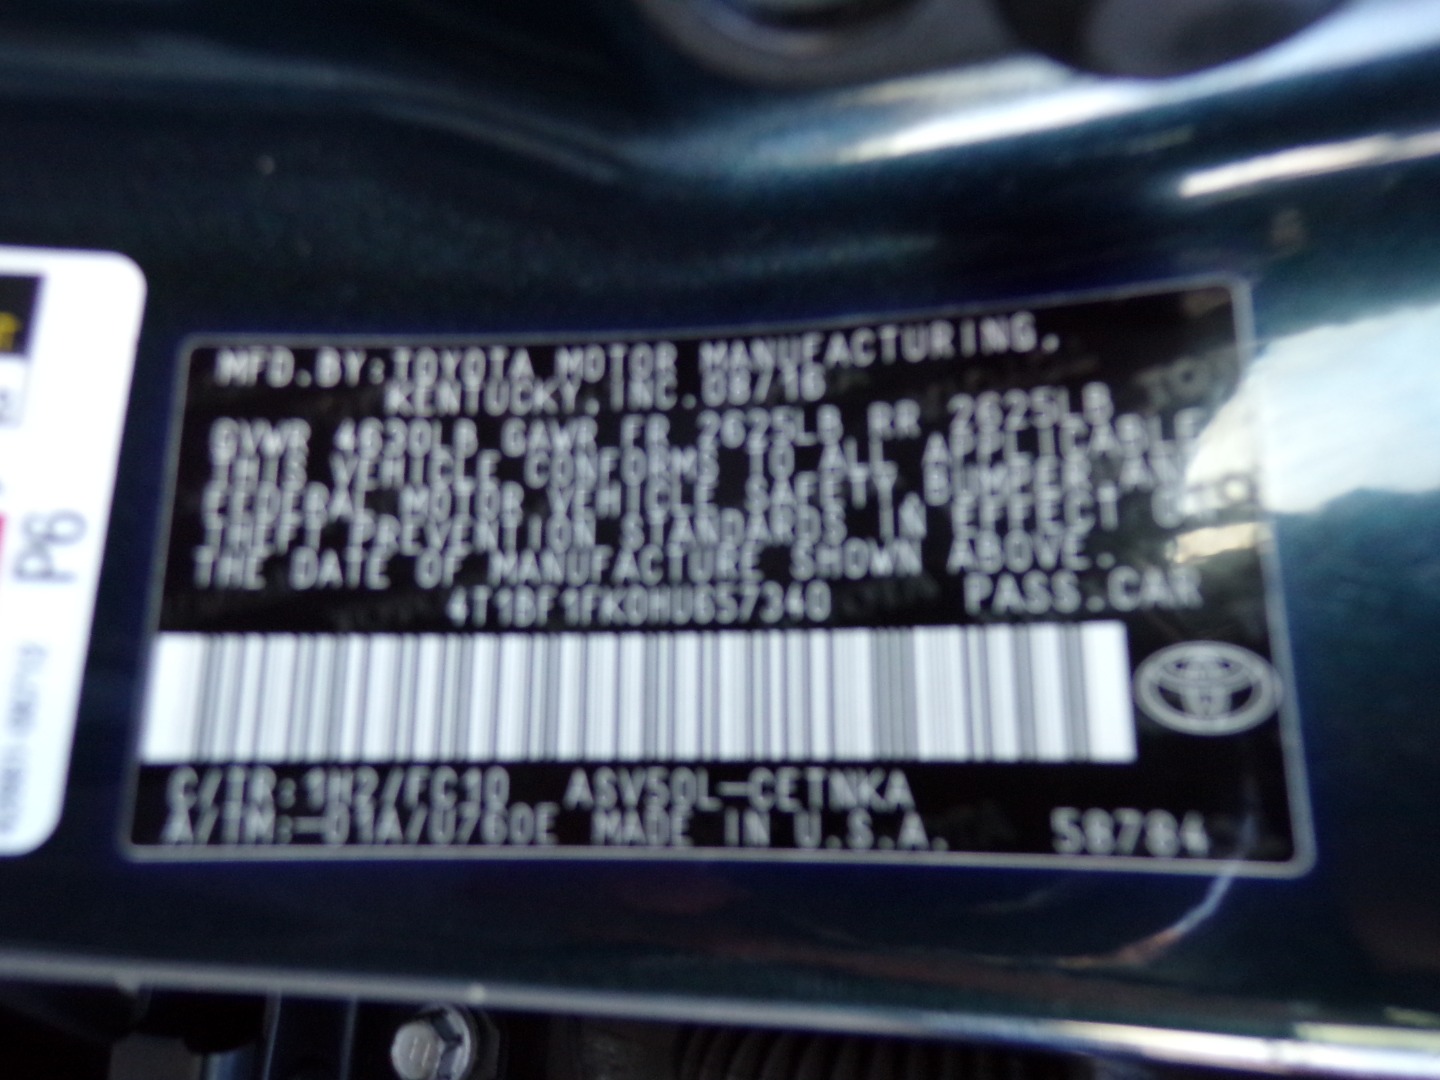 MFD.BY:TOYOTA MOTOR MANUFACTURING,
KENTUCKY,INC.08/16
GVWR 4630LB GAWR FR 2625LB RR 2625LB
THIS VEHICLE CONFORMS TO ALL APPLICABLE
FEDERAL MOTOR VEHICLE SAFETY, BUMPER AND
THEFT PREVENTION STANDARDS IN EFFECT ON
THE DATE OF MANUFACTURE SHOWN ABOVE.
4T1BF1FK0HU657340 PASS.CAR
C/TR:1H2/FC10 ASV50L-CETNKA
A/TM:-01A/U760E MADE IN U.S.A. 58784
P6